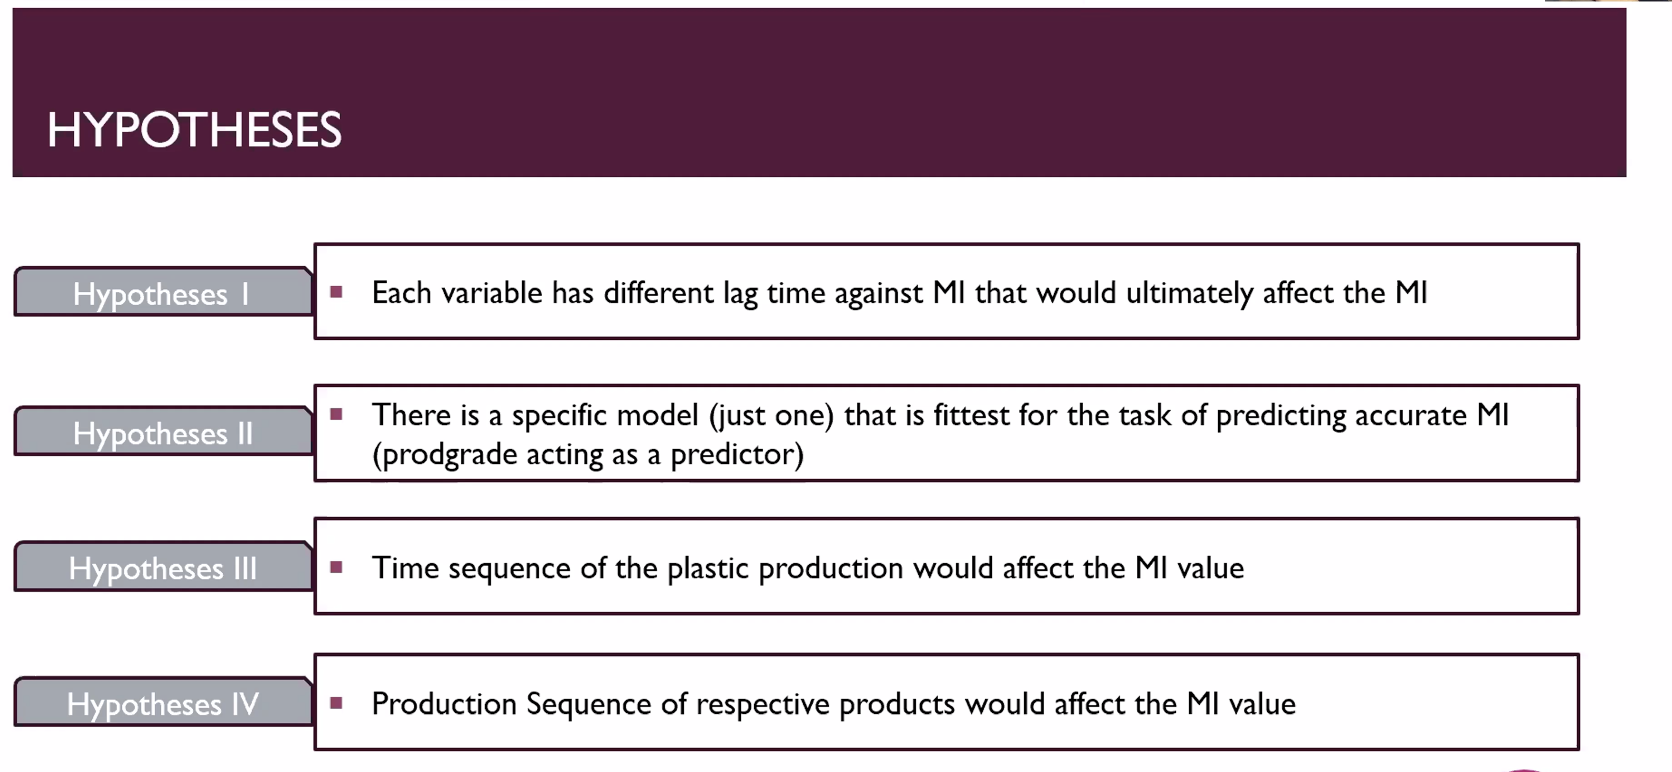 HYPOTHESES
Hypotheses I
▪ Each variable has different lag time against MI that would ultimately affect the MI
Hypotheses II
▪ There is a specific model (just one) that is fittest for the task of predicting accurate MI
(prodgrade acting as a predictor)
Hypotheses III
▪ Time sequence of the plastic production would affect the MI value
Hypotheses IV
▪ Production Sequence of respective products would affect the MI value